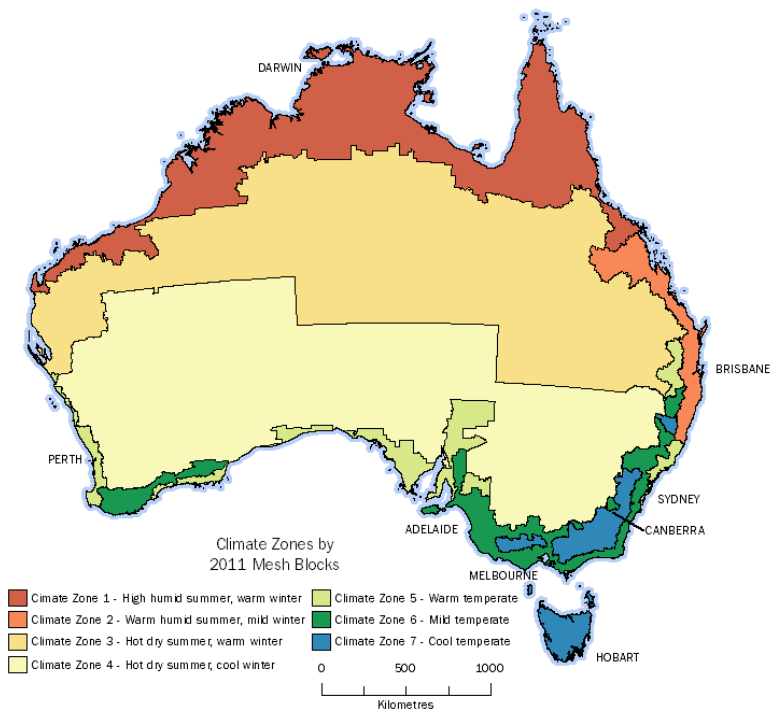 DARWIN
BRISBANE
PERTH
SYDNEY
ADELAIDE
CANBERRA
MELBOURNE
HOBART
Climate Zones by
2011 Mesh Blocks
Climate Zone 1 - High humid summer, warm winter
Climate Zone 2 - Warm humid summer, mild winter
Climate Zone 3 - Hot dry summer, warm winter
Climate Zone 4 - Hot dry summer, cool winter
Climate Zone 5 - Warm temperate
Climate Zone 6 - Mild temperate
Climate Zone 7 - Cool temperate
0 500 1000
Kilometres